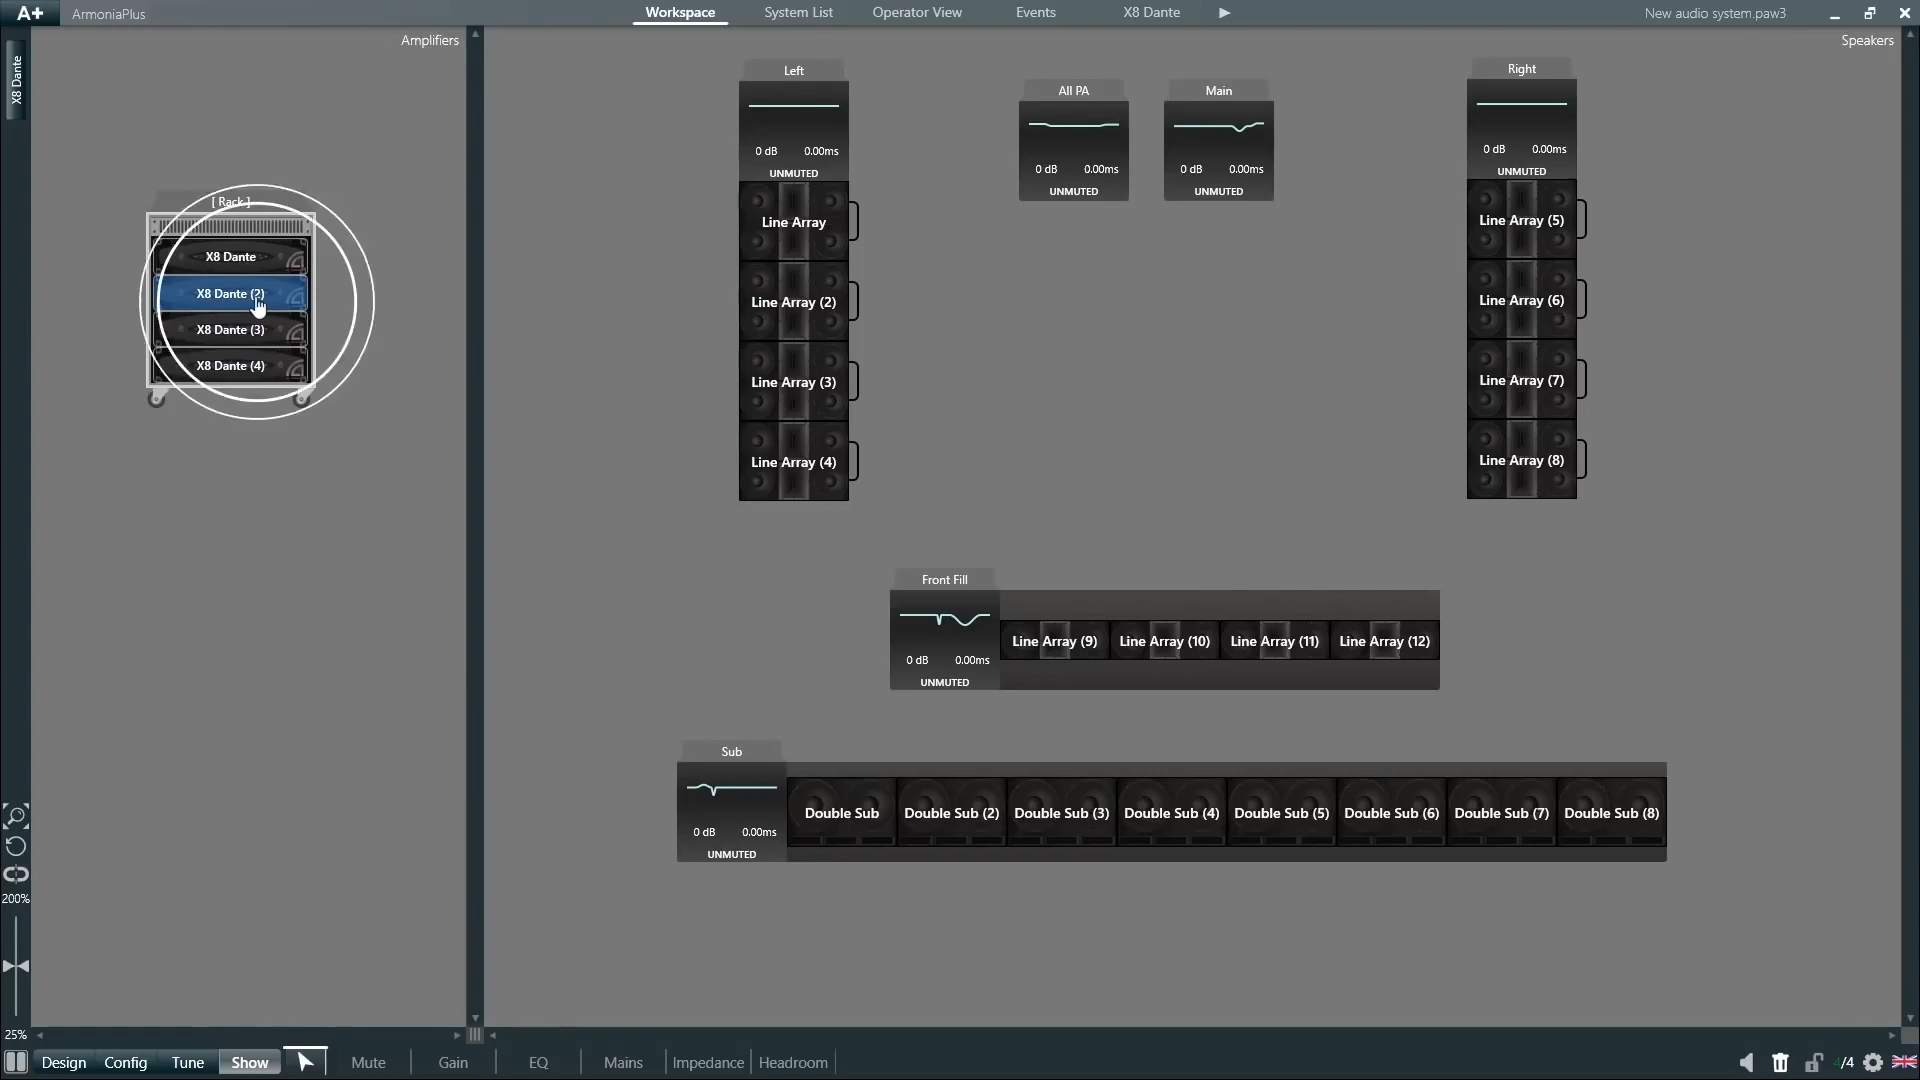 A+ ArmoniaPlus Workspace System List Operator View Events X8 Dante New audio system.paw3
Amplifiers
Speakers
X8 Dante
[ Rack ]
X8 Dante
X8 Dante (2)
X8 Dante (3)
X8 Dante (4)
Left
0 dB 0.00ms
UNMUTED
Line Array
Line Array (2)
Line Array (3)
Line Array (4)
All PA
0 dB 0.00ms
UNMUTED
Main
0 dB 0.00ms
UNMUTED
Right
0 dB 0.00ms
UNMUTED
Line Array (5)
Line Array (6)
Line Array (7)
Line Array (8)
Front Fill
0 dB 0.00ms
UNMUTED
Line Array (9) Line Array (10) Line Array (11) Line Array (12)
Sub
0 dB 0.00ms
UNMUTED
Double Sub Double Sub (2) Double Sub (3) Double Sub (4) Double Sub (5) Double Sub (6) Double Sub (7) Double Sub (8)
200%
25%
Design Config Tune Show Mute Gain EQ Mains Impedance Headroom 4/4